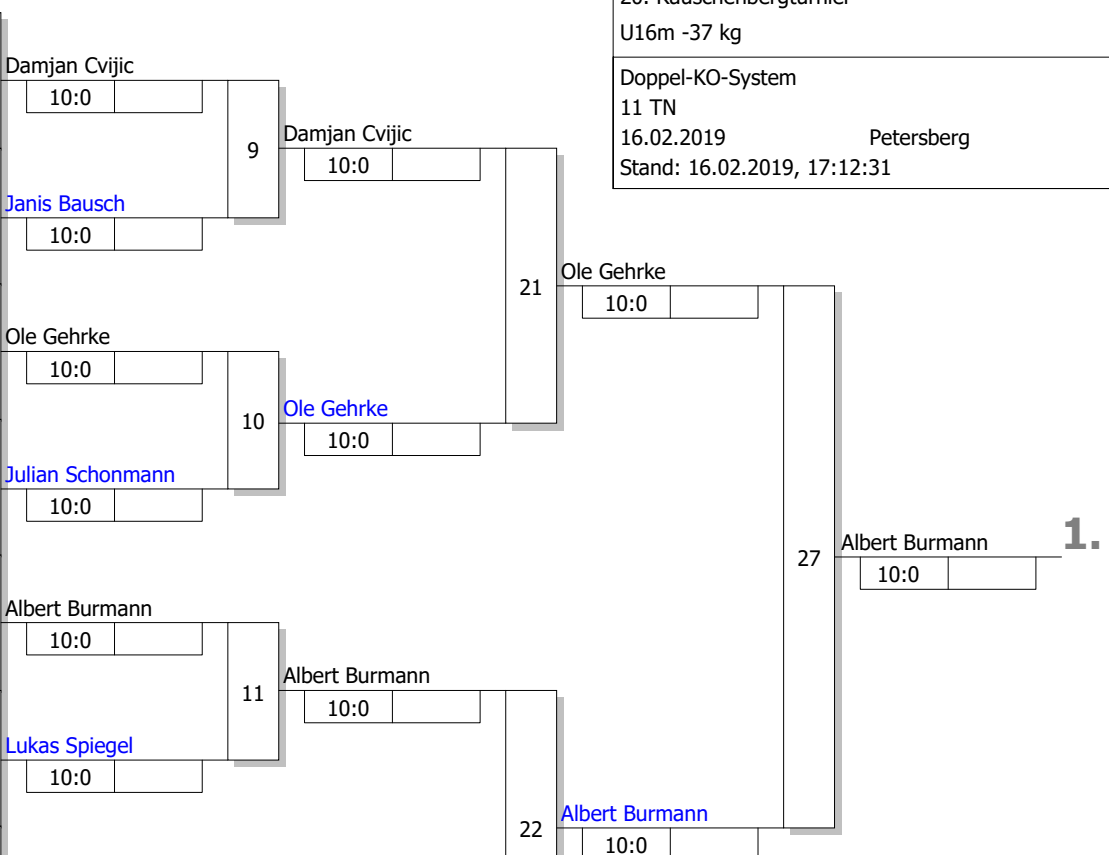 U16m -37 kg
Doppel-KO-System
11 TN
16.02.2019 Petersberg
Stand: 16.02.2019, 17:12:31
Damjan Cvijic
10:0
9
Damjan Cvijic
10:0
Janis Bausch
10:0
21
Ole Gehrke
10:0
Ole Gehrke
10:0
10
Ole Gehrke
10:0
Julian Schonmann
10:0
27
Albert Burmann
1.
10:0
Albert Burmann
10:0
11
Albert Burmann
10:0
Lukas Spiegel
10:0
22
Albert Burmann
10:0